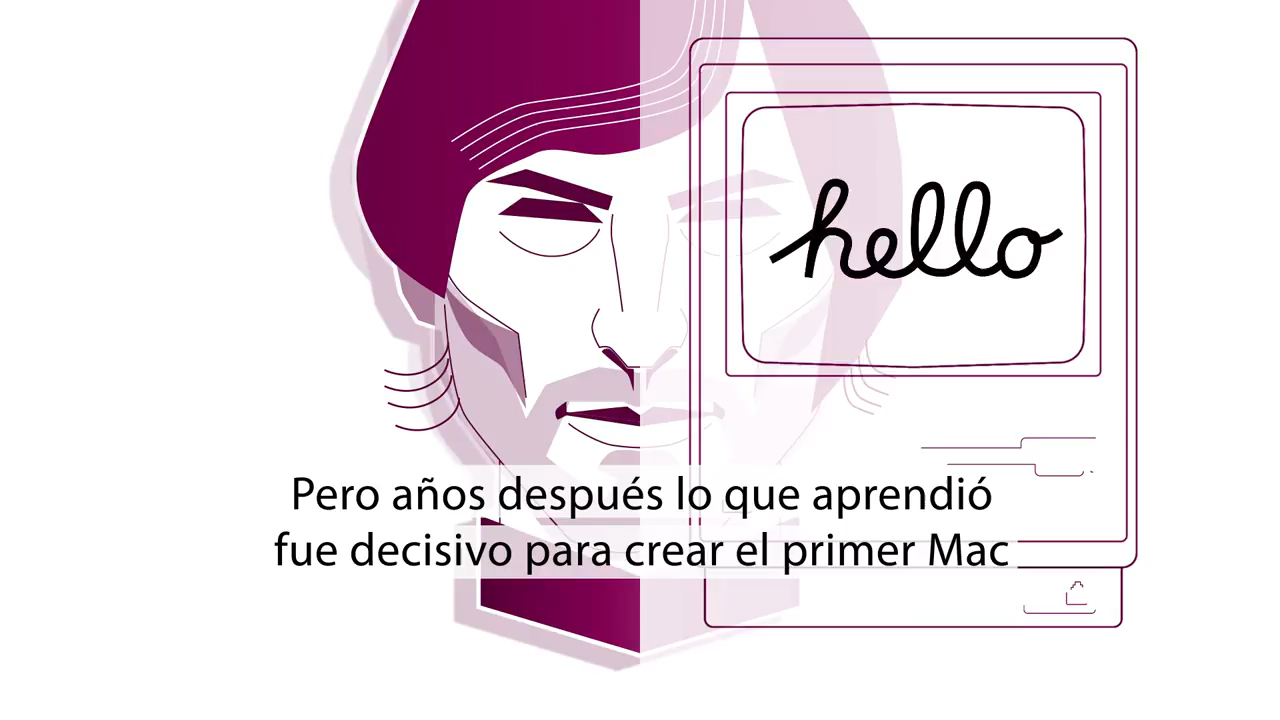 hello
Pero años después lo que aprendió
fue decisivo para crear el primer Mac